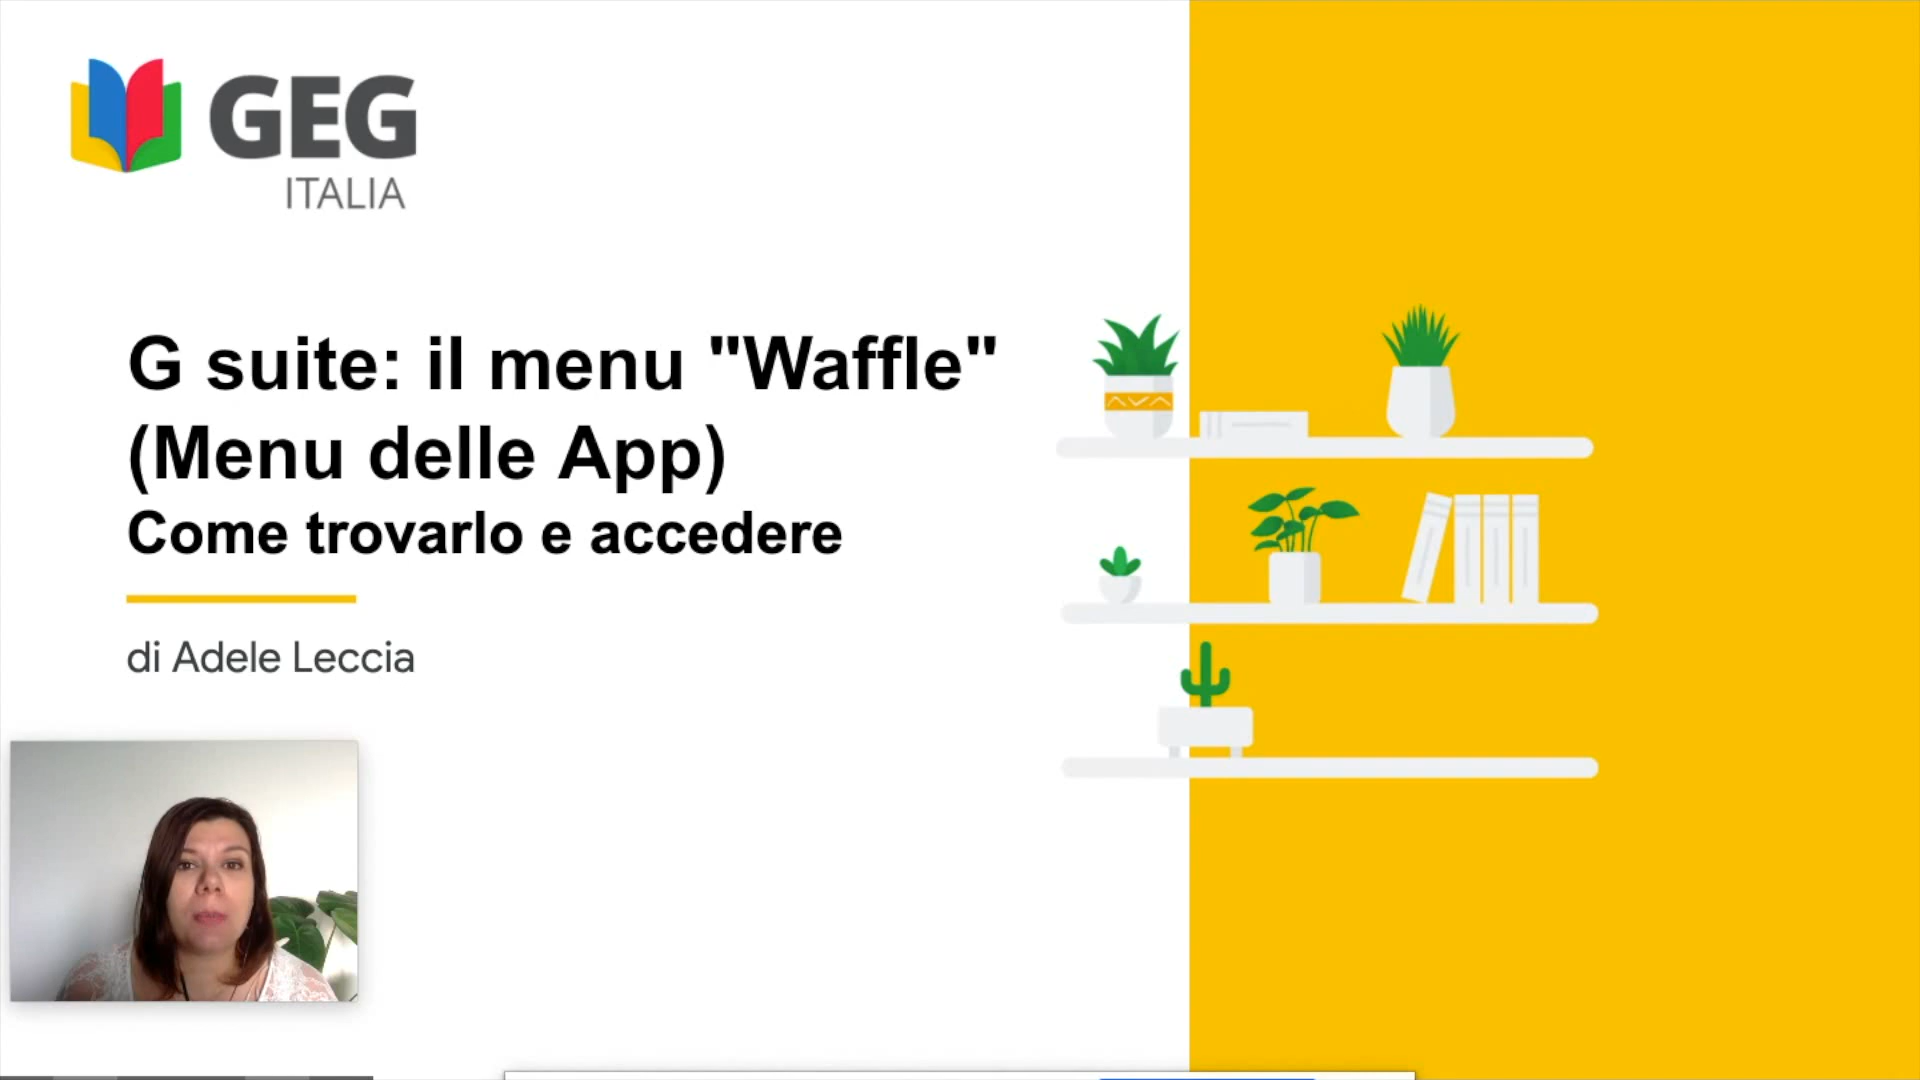 GEG
ITALIA
G suite: il menu "Waffle"
(Menu delle App)
Come trovarlo e accedere
di Adele Leccia